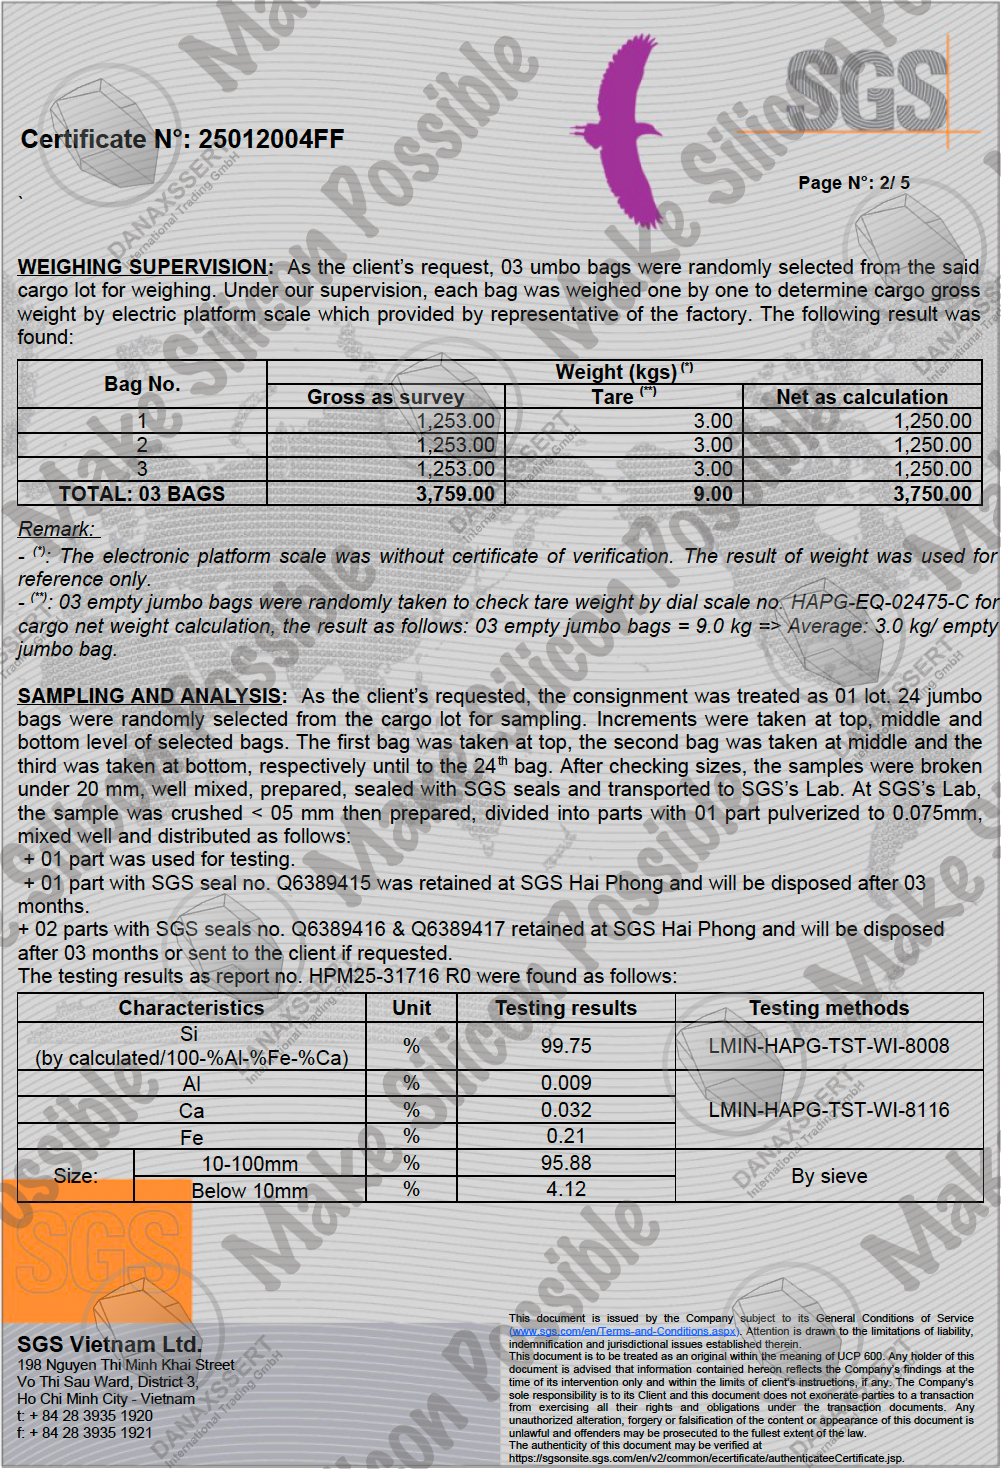 SGS
Certificate N°: 25012004FF
Page N°: 2/ 5
`
WEIGHING SUPERVISION: As the client's request, 03 umbo bags were randomly selected from the said
cargo lot for weighing. Under our supervision, each bag was weighed one by one to determine cargo gross
weight by electric platform scale which provided by representative of the factory. The following result was
found:
Bag No. Weight (kgs) (*)
Gross as survey Tare (**) Net as calculation
1 1,253.00 3.00 1,250.00
2 1,253.00 3.00 1,250.00
3 1,253.00 3.00 1,250.00
TOTAL: 03 BAGS 3,759.00 9.00 3,750.00
Remark:
- (*): The electronic platform scale was without certificate of verification. The result of weight was used for
reference only.
- (**): 03 empty jumbo bags were randomly taken to check tare weight by dial scale no. HAPG-EQ-02475-C for
cargo net weight calculation, the result as follows: 03 empty jumbo bags = 9.0 kg => Average: 3.0 kg/ empty
jumbo bag.
SAMPLING AND ANALYSIS: As the client's requested, the consignment was treated as 01 lot. 24 jumbo
bags were randomly selected from the cargo lot for sampling. Increments were taken at top, middle and
bottom level of selected bags. The first bag was taken at top, the second bag was taken at middle and the
third was taken at bottom, respectively until to the 24th bag. After checking sizes, the samples were broken
under 20 mm, well mixed, prepared, sealed with SGS seals and transported to SGS's Lab. At SGS's Lab,
the sample was crushed < 05 mm then prepared, divided into parts with 01 part pulverized to 0.075mm,
mixed well and distributed as follows:
+ 01 part was used for testing.
+ 01 part with SGS seal no. Q6389415 was retained at SGS Hai Phong and will be disposed after 03
months.
+ 02 parts with SGS seals no. Q6389416 & Q6389417 retained at SGS Hai Phong and will be disposed
after 03 months or sent to the client if requested.
The testing results as report no. HPM25-31716 R0 were found as follows:
Characteristics Unit Testing results Testing methods
Si
(by calculated/100-%Al-%Fe-%Ca) % 99.75 LMIN-HAPG-TST-WI-8008
Al % 0.009
Ca % 0.032 LMIN-HAPG-TST-WI-8116
Fe % 0.21
Size: 10-100mm % 95.88 By sieve
Below 10mm % 4.12
SGS
SGS Vietnam Ltd.
198 Nguyen Thi Minh Khai Street
Vo Thi Sau Ward, District 3,
Ho Chi Minh City - Vietnam
t: + 84 28 3935 1920
f: + 84 28 3935 1921
This document is issued by the Company subject to its General Conditions of Service
(www.sgs.com/en/Terms-and-Conditions.aspx). Attention is drawn to the limitations of liability,
indemnification and jurisdictional issues established therein.
This document is to be treated as an original within the meaning of UCP 600. Any holder of this
document is advised that information contained hereon reflects the Company's findings at the
time of its intervention only and within the limits of client's instructions, if any. The Company's
sole responsibility is to its Client and this document does not exonerate parties to a transaction
from exercising all their rights and obligations under the transaction documents. Any
unauthorized alteration, forgery or falsification of the content or appearance of this document is
unlawful and offenders may be prosecuted to the fullest extent of the law.
The authenticity of this document may be verified at
https://sgsonsite.sgs.com/en/v2/common/ecertificate/authenticateeCertificate.jsp.
Make Silicon Possible
DANAXSSERT
International Trading GmbH